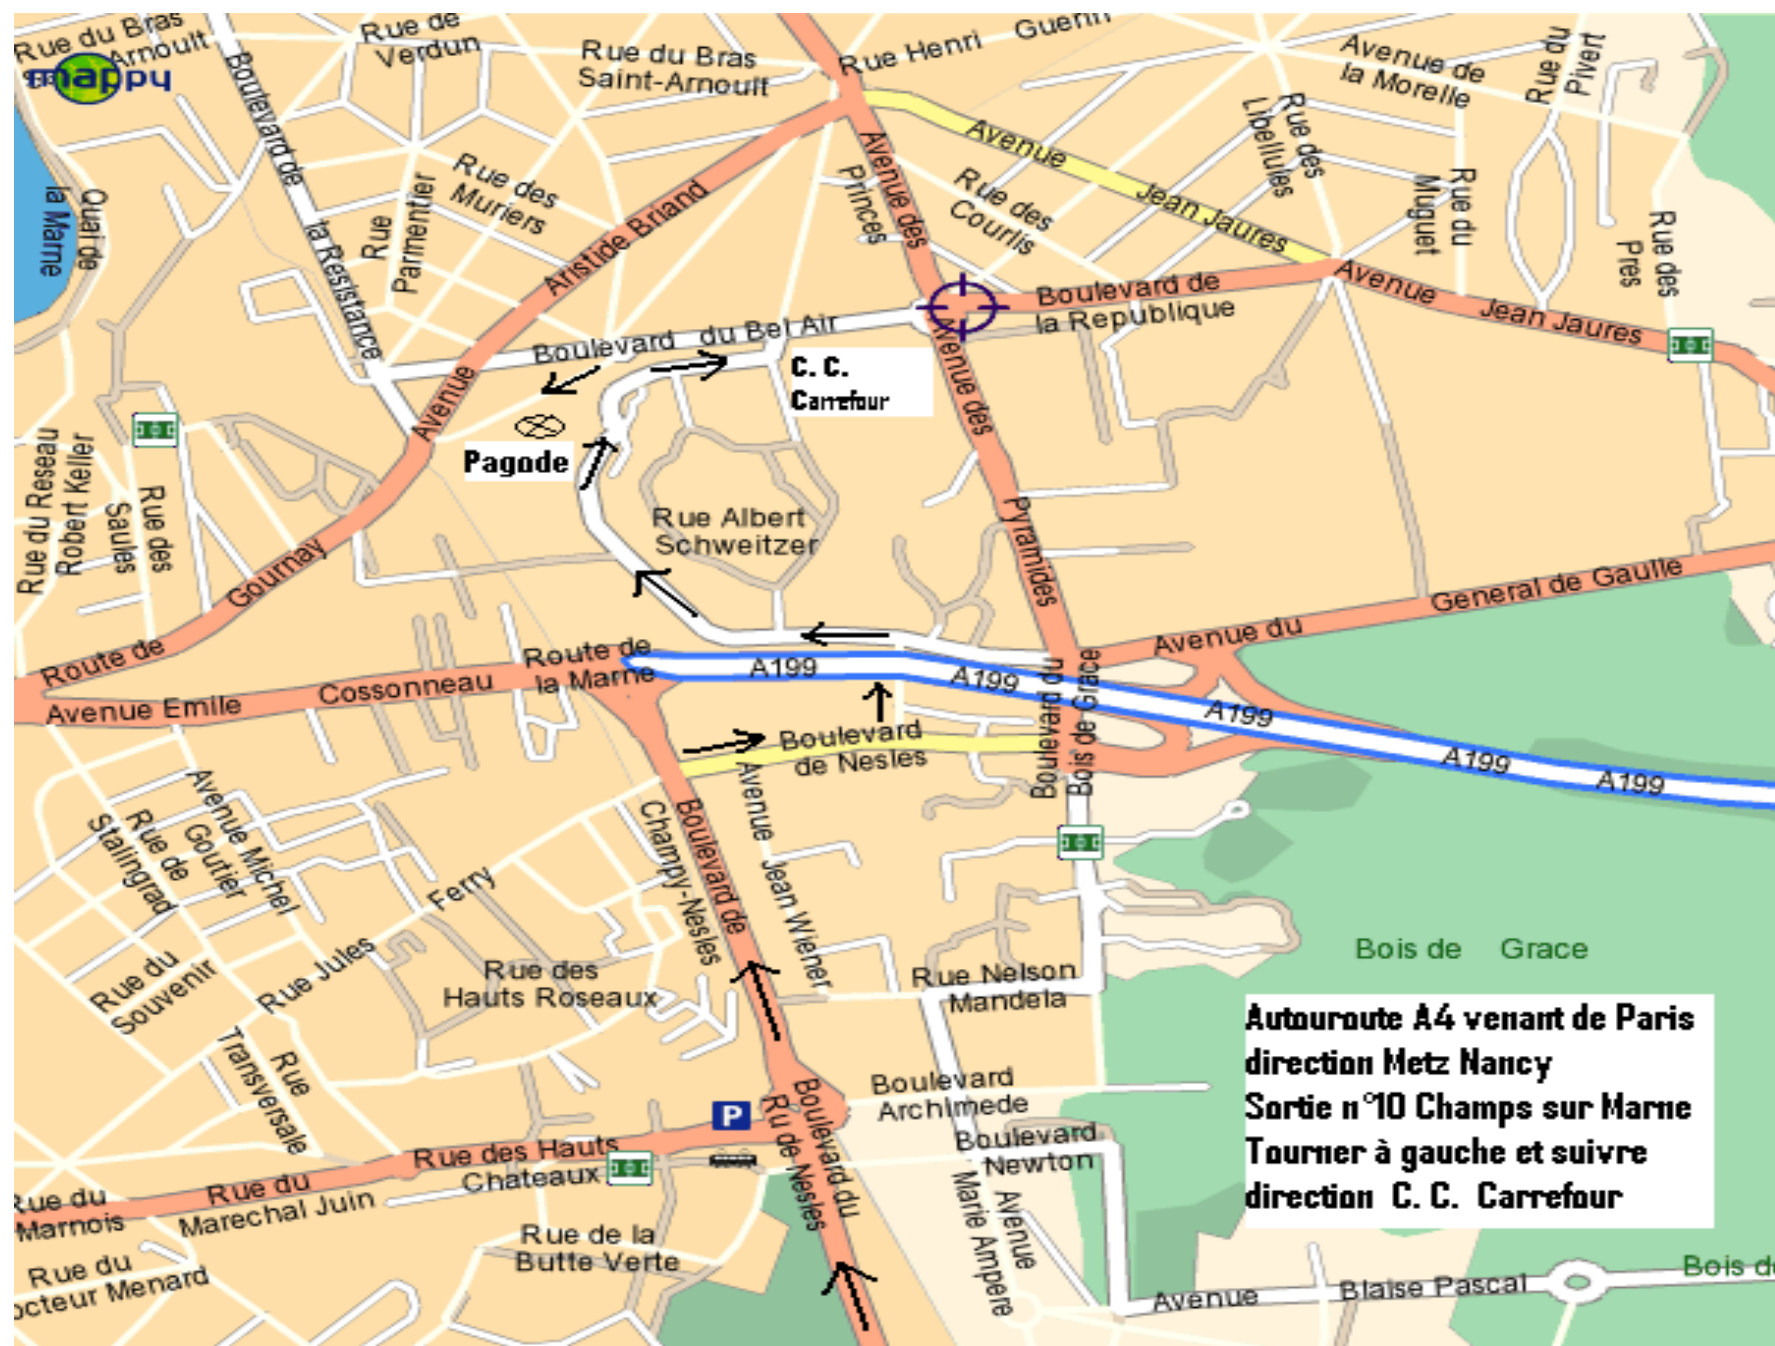 Rue du Bras
St Arnoult
mappy
Rue de
Verdun
Rue du Bras
Saint-Arnoult
Rue Henri Guerin
Avenue de
la Morelle
Rue du
Pivert
Boulevard de
la Resistance
Quai de
la Marne
Rue des
Muriers
Rue
Parmentier
Avenue Aristide Briand
Avenue des
Princes
Avenue
Jean Jaures
Rue des
Courlis
Rue des
Libellules
Rue du
Muguet
Rue des
Pres
Boulevard du Bel Air
Boulevard de
la Republique
Avenue
Jean Jaures
C. C.
Carrefour
Pagode
Avenue des
Pyramides
Rue du Reseau
Robert Keller
Rue des
Saules
Rue Albert
Schweitzer
Route de
Gournay
Avenue du
General de Gaulle
Route de
la Marne
Avenue Emile
Cossonneau
A199
A199
A199
A199
A199
Boulevard du
Bois de Grace
Boulevard
de Nesles
Avenue Michel
Goutier
Rue de
Stalingrad
Boulevard de
Champy-Nesles
Avenue Jean Wiener
Rue Jules
Ferry
Rue du
Souvenir
Rue des
Hauts Roseaux
Rue Nelson
Mandela
Bois de Grace
Rue
Transversale
Autouroute A4 venant de Paris
direction Metz Nancy
Sortie n°10 Champs sur Marne
Tourner à gauche et suivre
direction C. C. Carrefour
Boulevard
Archimede
P
Boulevard du
Ru de Nesles
Boulevard
Newton
Rue des Hauts
Chateaux
Rue du
Marechal Juin
Rue du
Marnois
Avenue
Marie Ampere
Rue de la
Butte Verte
Rue du
octeur Menard
Avenue
Blaise Pascal
Bois de